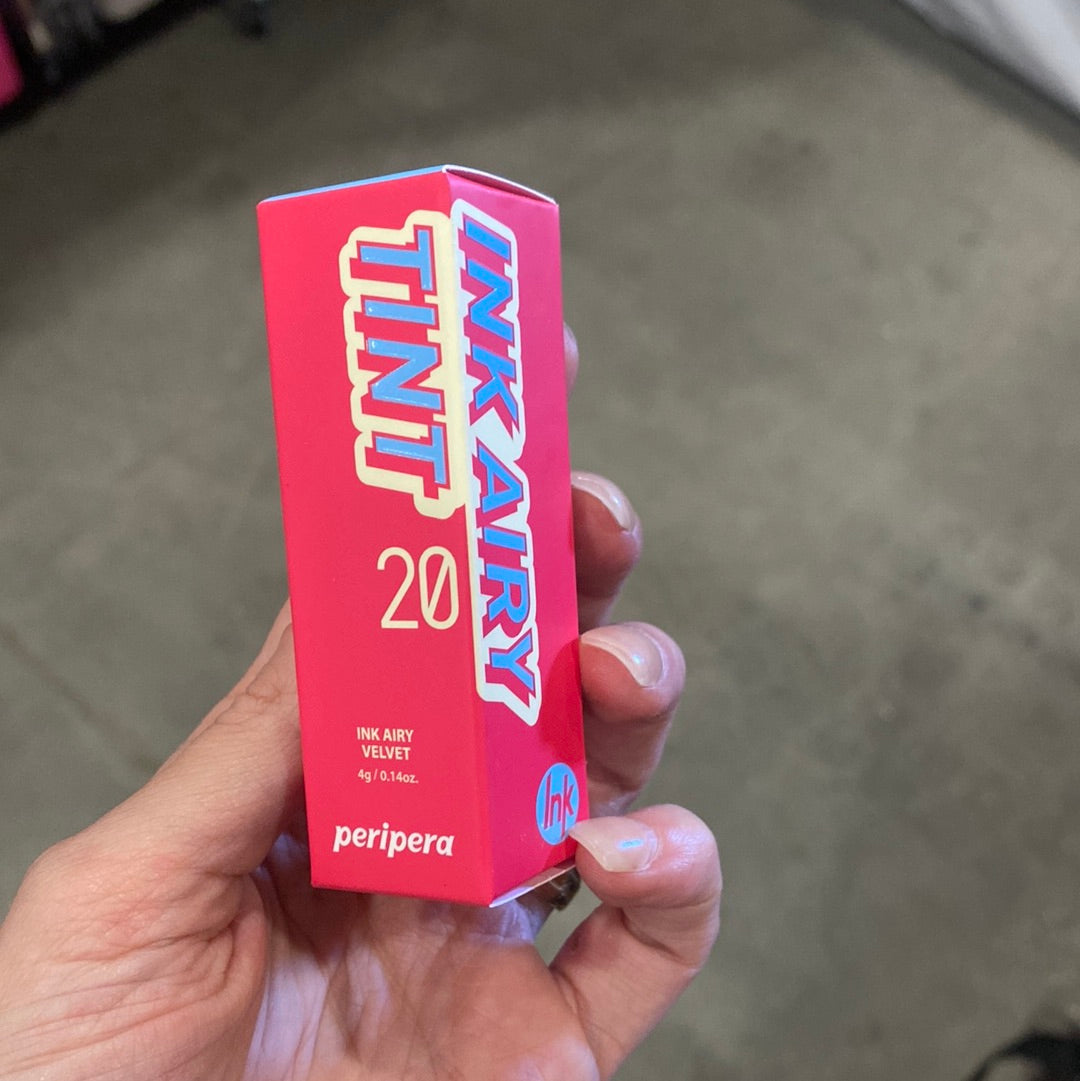 TINT
INK AIRY
20
INK AIRY
VELVET
4g / 0.14oz.
peripera
Ink